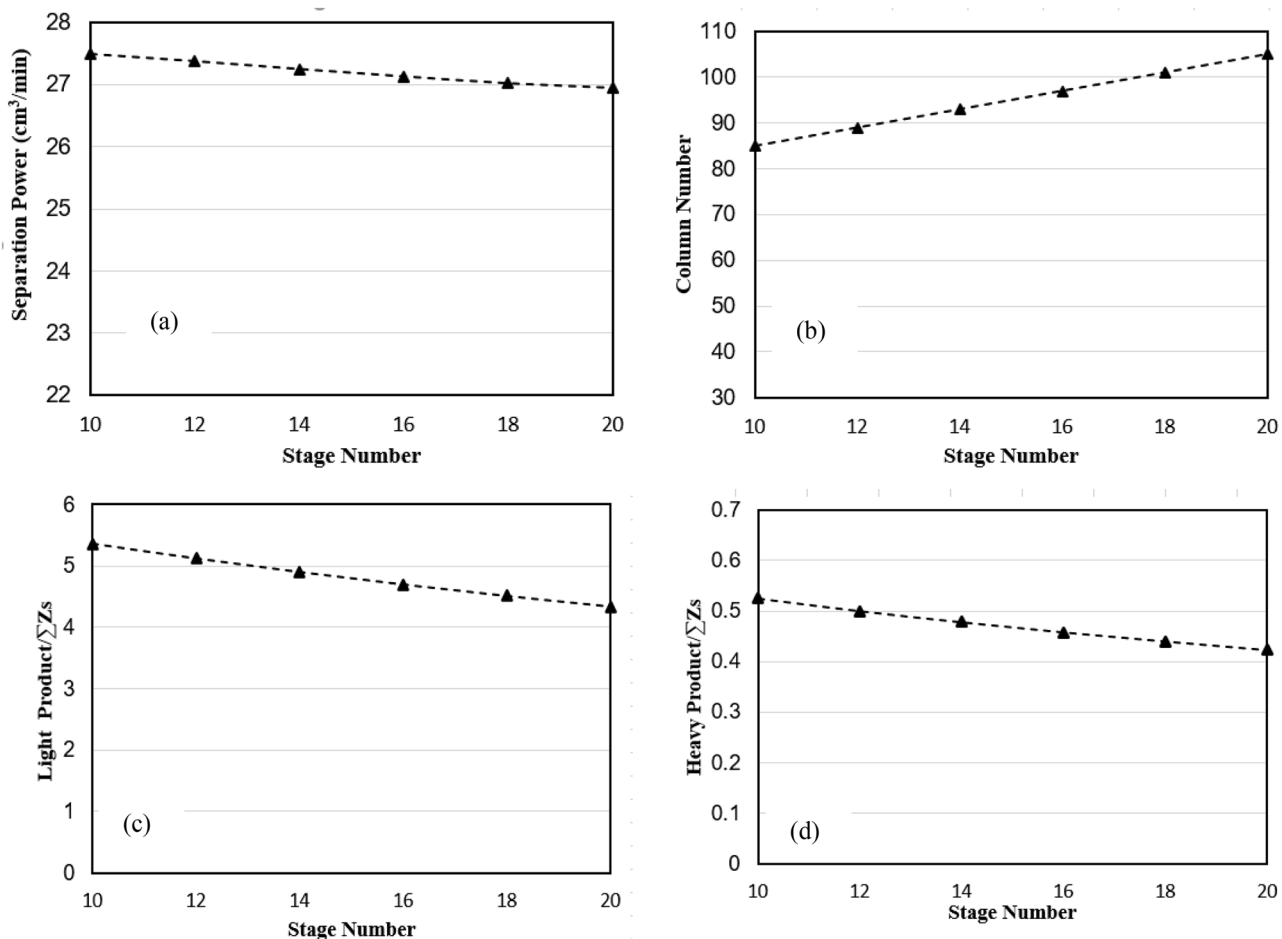 Separation Power (cm³/min)
28
27
26
25
24
23
22
(a)
10 12 14 16 18 20
Stage Number
Column Number
110
100
90
80
70
60
50
40
30
(b)
10 12 14 16 18 20
Stage Number
Light Product/∑Zs
6
5
4
3
2
1
0
(c)
10 12 14 16 18 20
Stage Number
Heavy Product/∑Zs
0.7
0.6
0.5
0.4
0.3
0.2
0.1
0
(d)
10 12 14 16 18 20
Stage Number